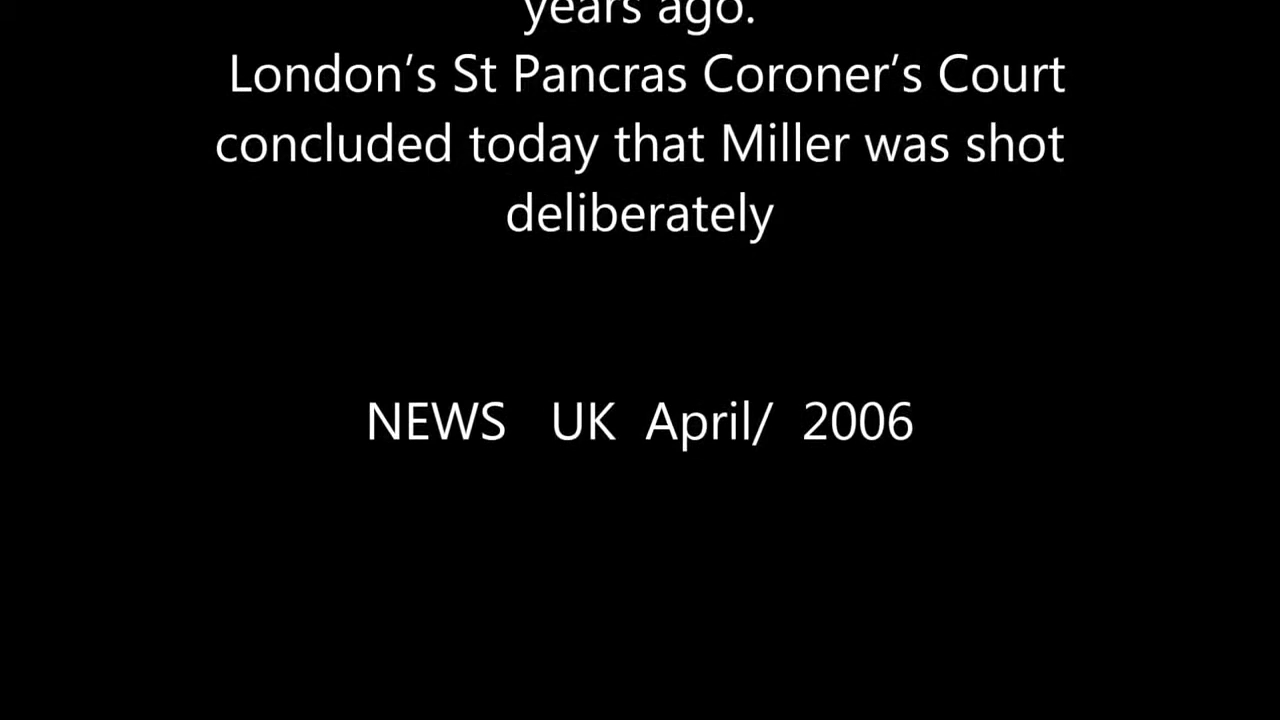 years ago.
London’s St Pancras Coroner’s Court
concluded today that Miller was shot
deliberately
NEWS UK April/ 2006